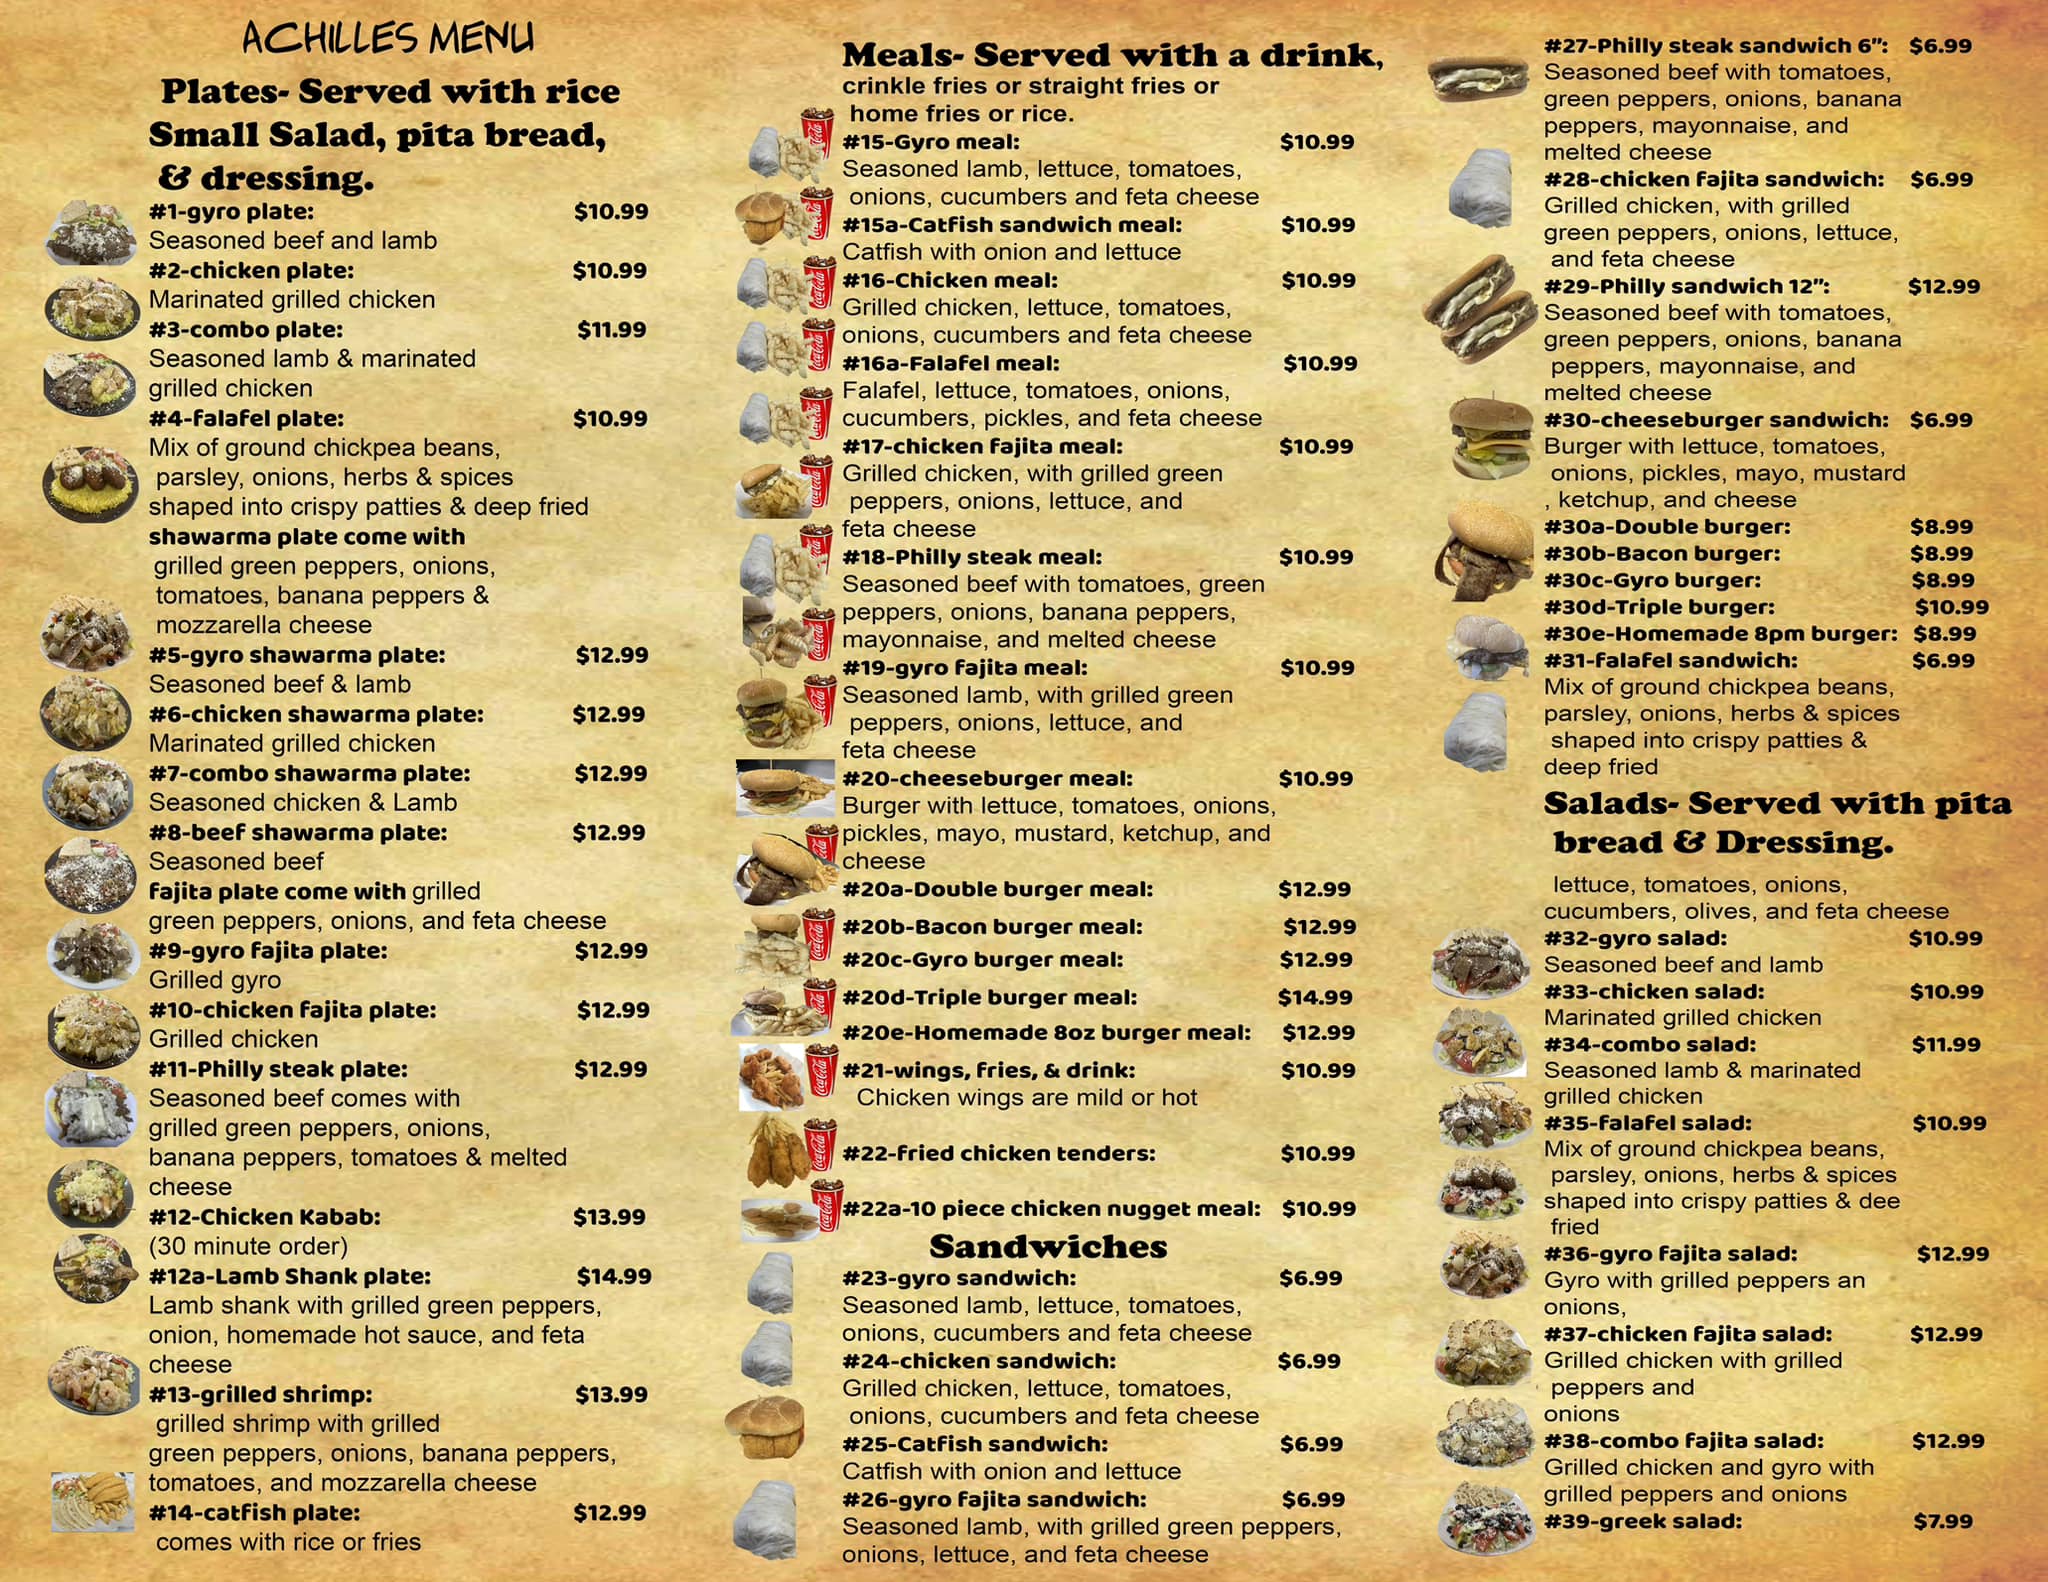 ACHILLES MENU
Plates- Served with rice
Small Salad, pita bread,
& dressing.
#1-gyro plate: $10.99
Seasoned beef and lamb
#2-chicken plate: $10.99
Marinated grilled chicken
#3-combo plate: $11.99
Seasoned lamb & marinated
grilled chicken
#4-falafel plate: $10.99
Mix of ground chickpea beans,
parsley, onions, herbs & spices
shaped into crispy patties & deep fried
shawarma plate come with
grilled green peppers, onions,
tomatoes, banana peppers &
mozzarella cheese
#5-gyro shawarma plate: $12.99
Seasoned beef & lamb
#6-chicken shawarma plate: $12.99
Marinated grilled chicken
#7-combo shawarma plate: $12.99
Seasoned chicken & Lamb
#8-beef shawarma plate: $12.99
Seasoned beef
fajita plate come with grilled
green peppers, onions, and feta cheese
#9-gyro fajita plate: $12.99
Grilled gyro
#10-chicken fajita plate: $12.99
Grilled chicken
#11-Philly steak plate: $12.99
Seasoned beef comes with
grilled green peppers, onions,
banana peppers, tomatoes & melted
cheese
#12-Chicken Kabab: $13.99
(30 minute order)
#12a-Lamb Shank plate: $14.99
Lamb shank with grilled green peppers,
onion, homemade hot sauce, and feta
cheese
#13-grilled shrimp: $13.99
grilled shrimp with grilled
green peppers, onions, banana peppers,
tomatoes, and mozzarella cheese
#14-catfish plate: $12.99
comes with rice or fries
Meals- Served with a drink,
crinkle fries or straight fries or
home fries or rice.
#15-Gyro meal: $10.99
Seasoned lamb, lettuce, tomatoes,
onions, cucumbers and feta cheese
#15a-Catfish sandwich meal: $10.99
Catfish with onion and lettuce
#16-Chicken meal: $10.99
Grilled chicken, lettuce, tomatoes,
onions, cucumbers and feta cheese
#16a-Falafel meal: $10.99
Falafel, lettuce, tomatoes, onions,
cucumbers, pickles, and feta cheese
#17-chicken fajita meal: $10.99
Grilled chicken, with grilled green
peppers, onions, lettuce, and
feta cheese
#18-Philly steak meal: $10.99
Seasoned beef with tomatoes, green
peppers, onions, banana peppers,
mayonnaise, and melted cheese
#19-gyro fajita meal: $10.99
Seasoned lamb, with grilled green
peppers, onions, lettuce, and
feta cheese
#20-cheeseburger meal: $10.99
Burger with lettuce, tomatoes, onions,
pickles, mayo, mustard, ketchup, and
cheese
#20a-Double burger meal: $12.99
#20b-Bacon burger meal: $12.99
#20c-Gyro burger meal: $12.99
#20d-Triple burger meal: $14.99
#20e-Homemade 8oz burger meal: $12.99
#21-wings, fries, & drink: $10.99
Chicken wings are mild or hot
#22-fried chicken tenders: $10.99
#22a-10 piece chicken nugget meal: $10.99
Sandwiches
#23-gyro sandwich: $6.99
Seasoned lamb, lettuce, tomatoes,
onions, cucumbers and feta cheese
#24-chicken sandwich: $6.99
Grilled chicken, lettuce, tomatoes,
onions, cucumbers and feta cheese
#25-Catfish sandwich: $6.99
Catfish with onion and lettuce
#26-gyro fajita sandwich: $6.99
Seasoned lamb, with grilled green peppers,
onions, lettuce, and feta cheese
#27-Philly steak sandwich 6": $6.99
Seasoned beef with tomatoes,
green peppers, onions, banana
peppers, mayonnaise, and
melted cheese
#28-chicken fajita sandwich: $6.99
Grilled chicken, with grilled
green peppers, onions, lettuce,
and feta cheese
#29-Philly sandwich 12": $12.99
Seasoned beef with tomatoes,
green peppers, onions, banana
peppers, mayonnaise, and
melted cheese
#30-cheeseburger sandwich: $6.99
Burger with lettuce, tomatoes,
onions, pickles, mayo, mustard
, ketchup, and cheese
#30a-Double burger: $8.99
#30b-Bacon burger: $8.99
#30c-Gyro burger: $8.99
#30d-Triple burger: $10.99
#30e-Homemade 8pm burger: $8.99
#31-falafel sandwich: $6.99
Mix of ground chickpea beans,
parsley, onions, herbs & spices
shaped into crispy patties &
deep fried
Salads- Served with pita
bread & Dressing.
lettuce, tomatoes, onions,
cucumbers, olives, and feta cheese
#32-gyro salad: $10.99
Seasoned beef and lamb
#33-chicken salad: $10.99
Marinated grilled chicken
#34-combo salad: $11.99
Seasoned lamb & marinated
grilled chicken
#35-falafel salad: $10.99
Mix of ground chickpea beans,
parsley, onions, herbs & spices
shaped into crispy patties & dee
fried
#36-gyro fajita salad: $12.99
Gyro with grilled peppers an
onions,
#37-chicken fajita salad: $12.99
Grilled chicken with grilled
peppers and
onions
#38-combo fajita salad: $12.99
Grilled chicken and gyro with
grilled peppers and onions
#39-greek salad: $7.99